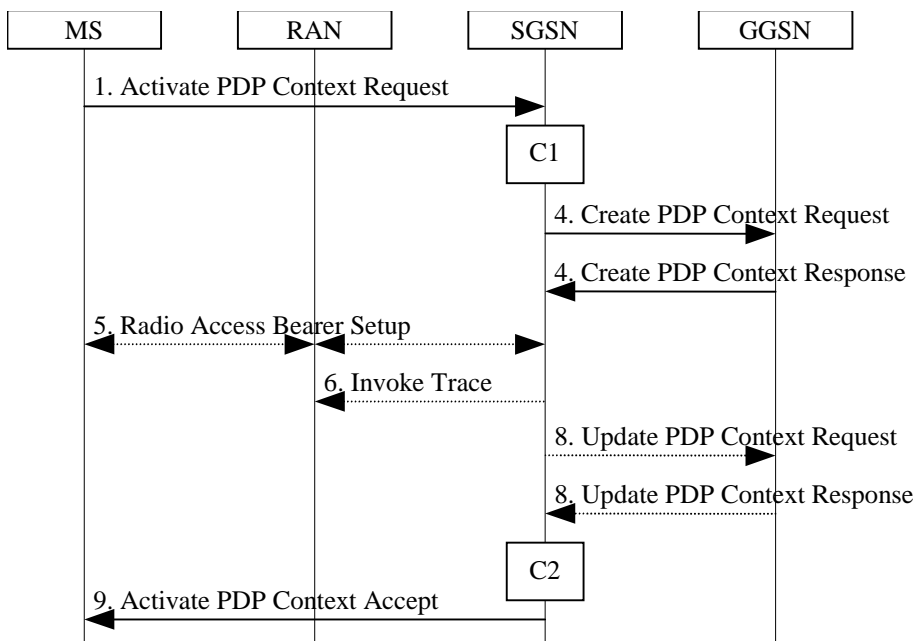 MS
RAN
SGSN
GGSN
1. Activate PDP Context Request
C1
4. Create PDP Context Request
4. Create PDP Context Response
5. Radio Access Bearer Setup
6. Invoke Trace
8. Update PDP Context Request
8. Update PDP Context Response
C2
9. Activate PDP Context Accept